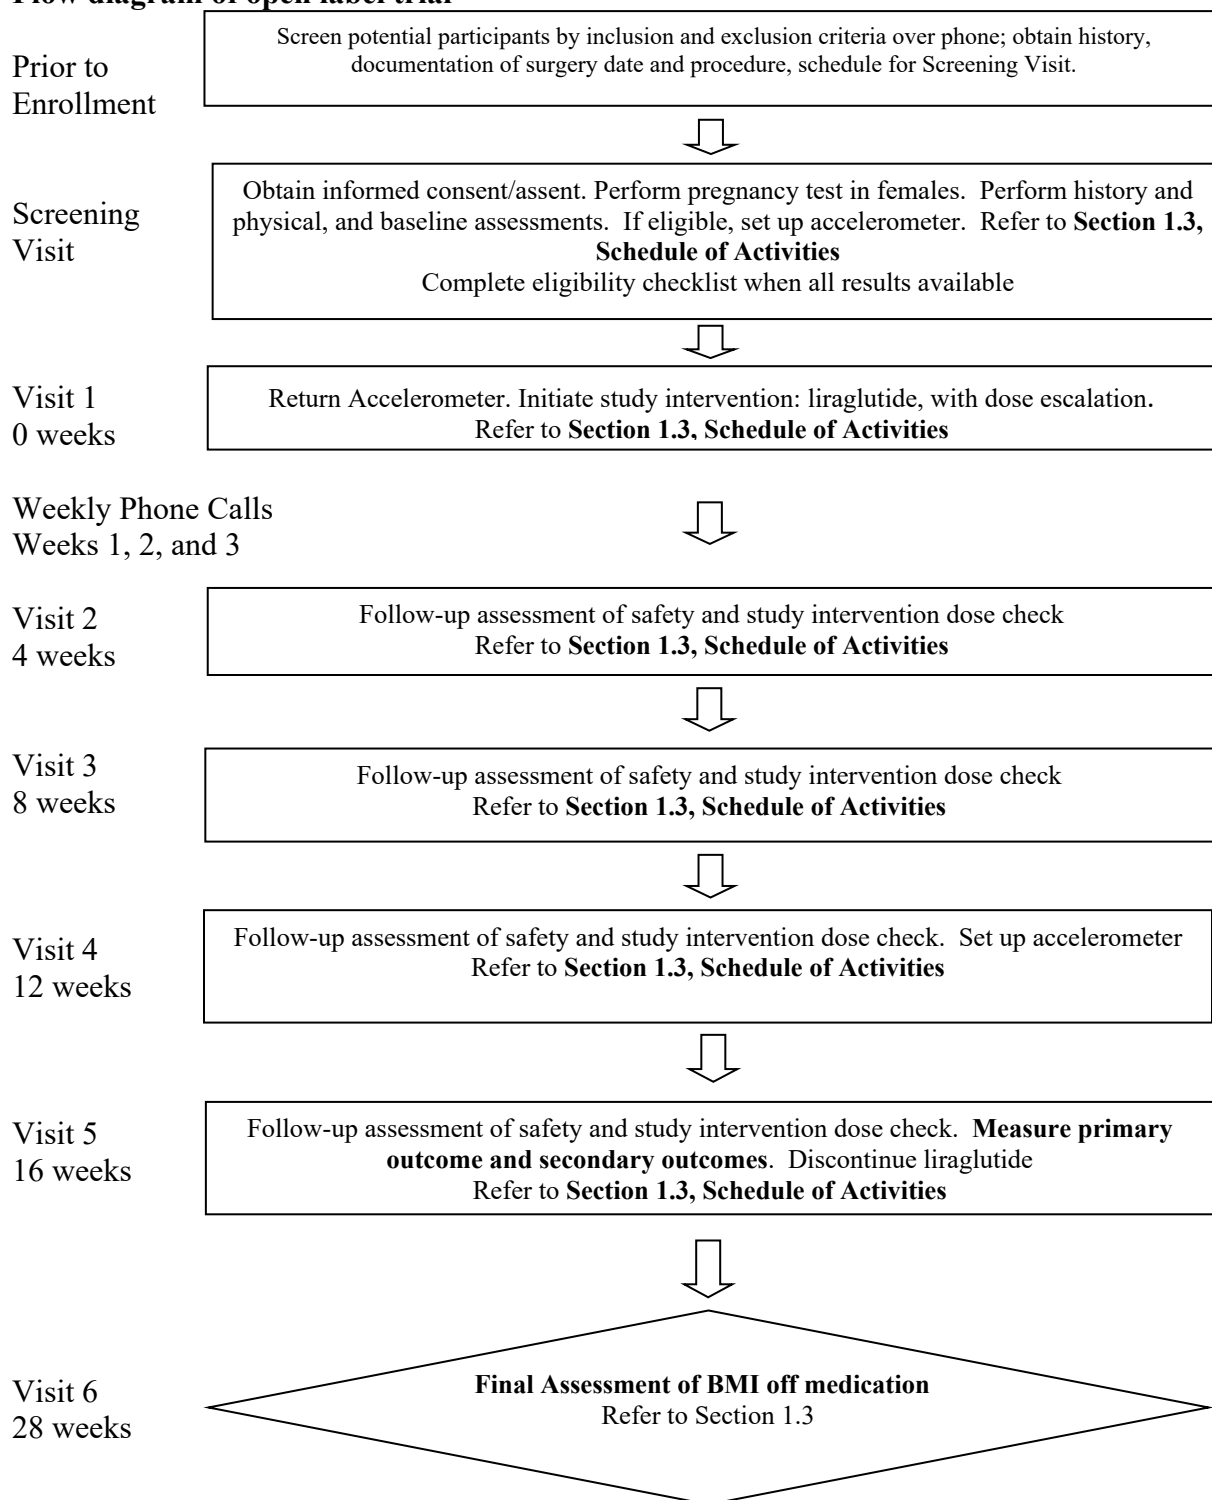 Flow diagram of open label trial
Prior to
Enrollment
Screen potential participants by inclusion and exclusion criteria over phone; obtain history,
documentation of surgery date and procedure, schedule for Screening Visit.
Screening
Visit
Obtain informed consent/assent. Perform pregnancy test in females. Perform history and
physical, and baseline assessments. If eligible, set up accelerometer. Refer to Section 1.3,
Schedule of Activities
Complete eligibility checklist when all results available
Visit 1
0 weeks
Return Accelerometer. Initiate study intervention: liraglutide, with dose escalation.
Refer to Section 1.3, Schedule of Activities
Weekly Phone Calls
Weeks 1, 2, and 3
Visit 2
4 weeks
Follow-up assessment of safety and study intervention dose check
Refer to Section 1.3, Schedule of Activities
Visit 3
8 weeks
Follow-up assessment of safety and study intervention dose check
Refer to Section 1.3, Schedule of Activities
Visit 4
12 weeks
Follow-up assessment of safety and study intervention dose check. Set up accelerometer
Refer to Section 1.3, Schedule of Activities
Visit 5
16 weeks
Follow-up assessment of safety and study intervention dose check. Measure primary
outcome and secondary outcomes. Discontinue liraglutide
Refer to Section 1.3, Schedule of Activities
Visit 6
28 weeks
Final Assessment of BMI off medication
Refer to Section 1.3